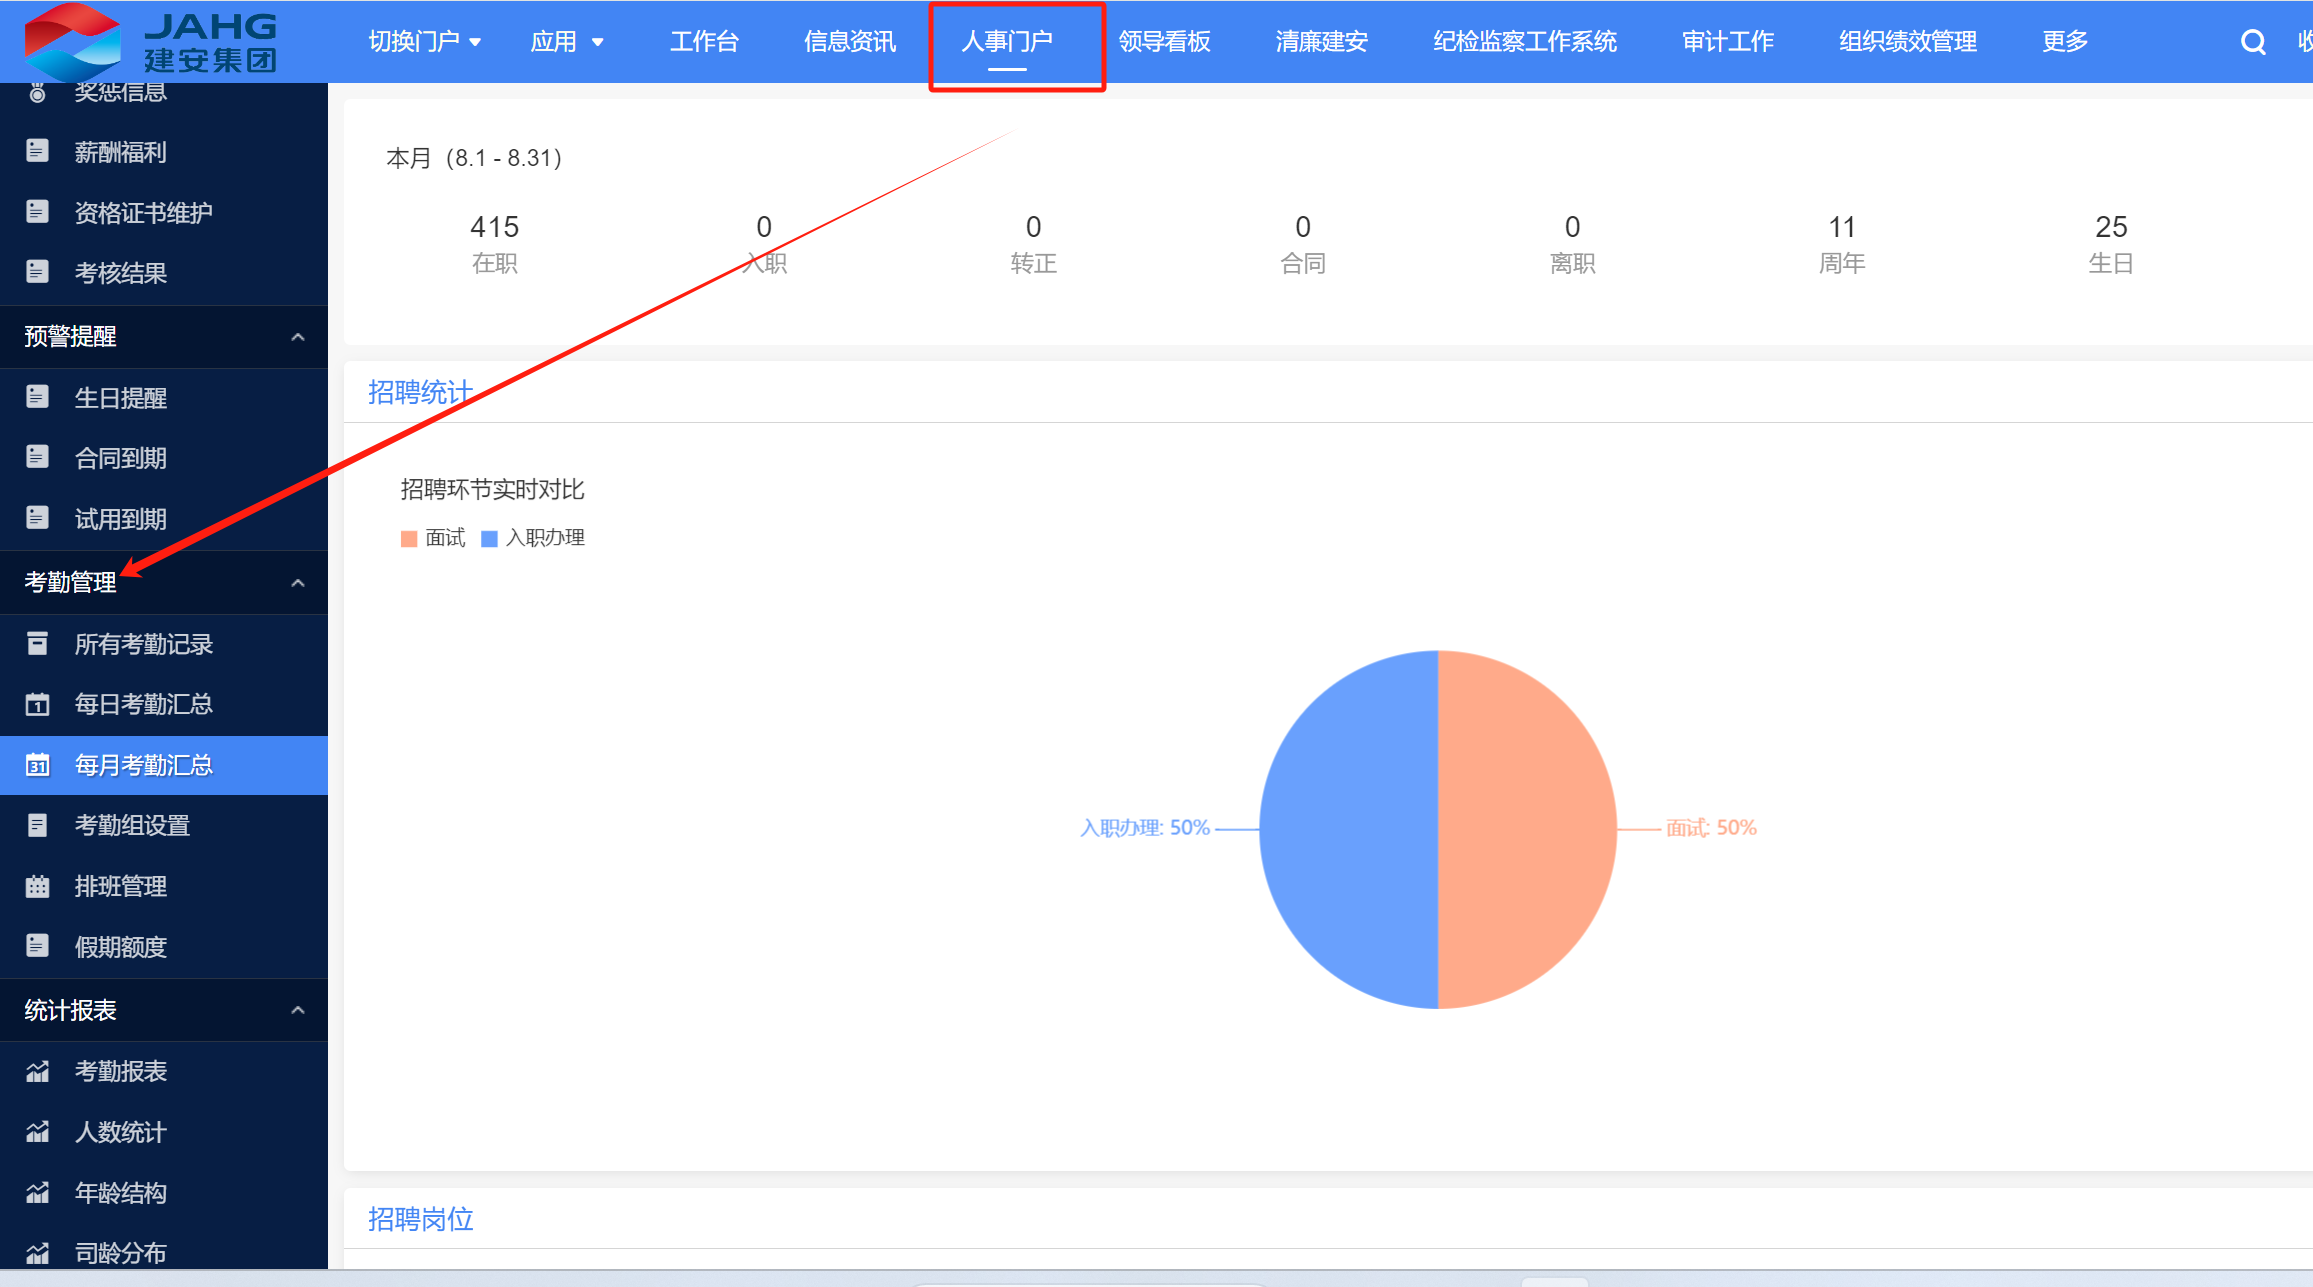 JAHG
建安集团
切换门户 应用 工作台 信息资讯 人事门户 领导看板 清廉建安 纪检监察工作系统 审计工作 组织绩效管理 更多
奖惩信息
薪酬福利
资格证书维护
考核结果
预警提醒
生日提醒
合同到期
试用到期
考勤管理
所有考勤记录
1 每日考勤汇总
31 每月考勤汇总
考勤组设置
排班管理
假期额度
统计报表
考勤报表
人数统计
年龄结构
司龄分布
本月（8.1 - 8.31）
415 0 0 0 0 11 25
在职 入职 转正 合同 离职 周年 生日
招聘统计
招聘环节实时对比
面试 入职办理
入职办理: 50% 面试: 50%
招聘岗位